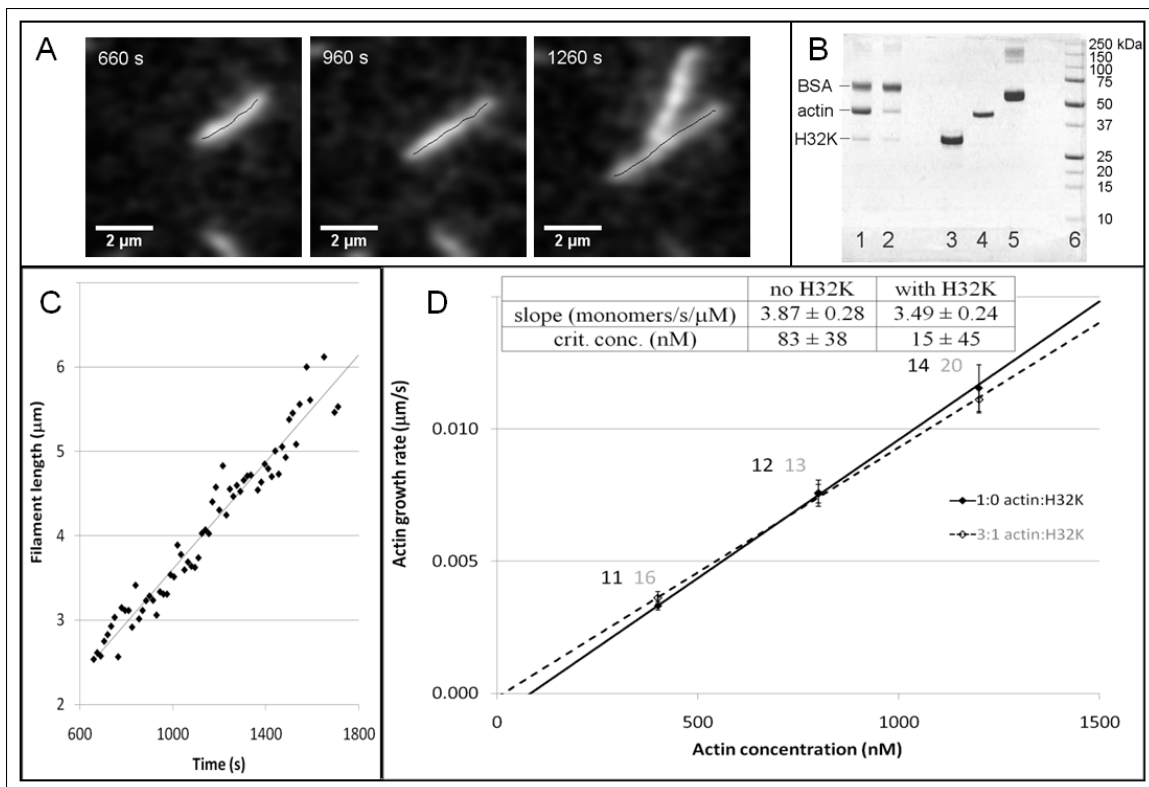 A
660 s
2 µm
960 s
2 µm
1260 s
2 µm
B
250 kDa
150
100
75
50
37
25
20
15
10
BSA
actin
H32K
1 2 3 4 5 6
C
Filament length (µm)
6
5
4
3
2
600 1000 1400 1800
Time (s)
D
no H32K with H32K
slope (monomers/s/µM) 3.87 ± 0.28 3.49 ± 0.24
crit. conc. (nM) 83 ± 38 15 ± 45
Actin growth rate (µm/s)
0.010
0.005
0.000
14 20
12 13
11 16
1:0 actin:H32K
3:1 actin:H32K
0 500 1000 1500
Actin concentration (nM)